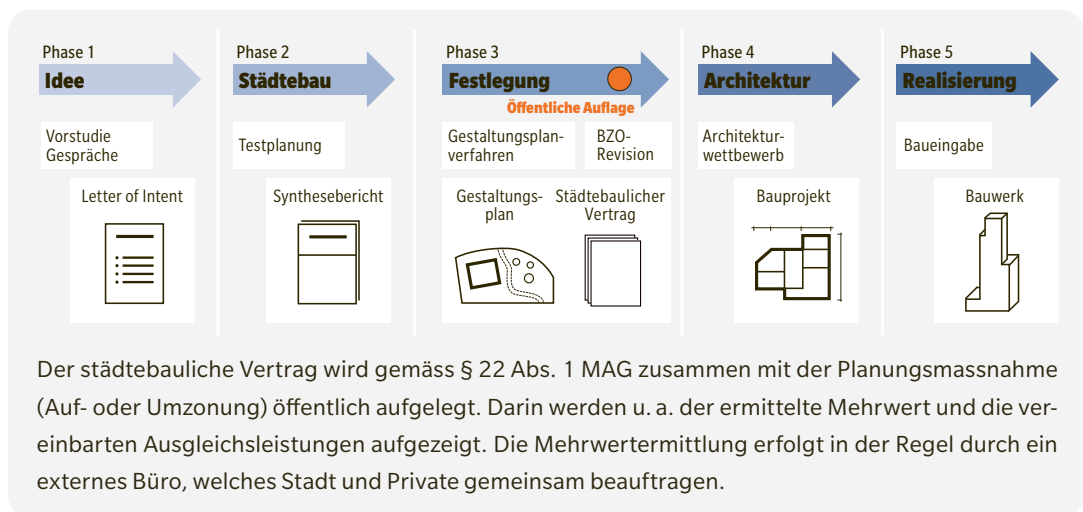 Phase 1
Idee
Vorstudie
Gespräche
Letter of Intent
Phase 2
Städtebau
Testplanung
Synthesebericht
Phase 3
Festlegung
Öffentliche Auflage
Gestaltungsplan-
verfahren
BZO-
Revision
Gestaltungs-
plan
Städtebaulicher
Vertrag
Phase 4
Architektur
Architektur-
wettbewerb
Bauprojekt
Phase 5
Realisierung
Baueingabe
Bauwerk
Der städtebauliche Vertrag wird gemäss § 22 Abs. 1 MAG zusammen mit der Planungsmassnahme
(Auf- oder Umzonung) öffentlich aufgelegt. Darin werden u. a. der ermittelte Mehrwert und die ver-
einbarten Ausgleichsleistungen aufgezeigt. Die Mehrwertermittlung erfolgt in der Regel durch ein
externes Büro, welches Stadt und Private gemeinsam beauftragen.